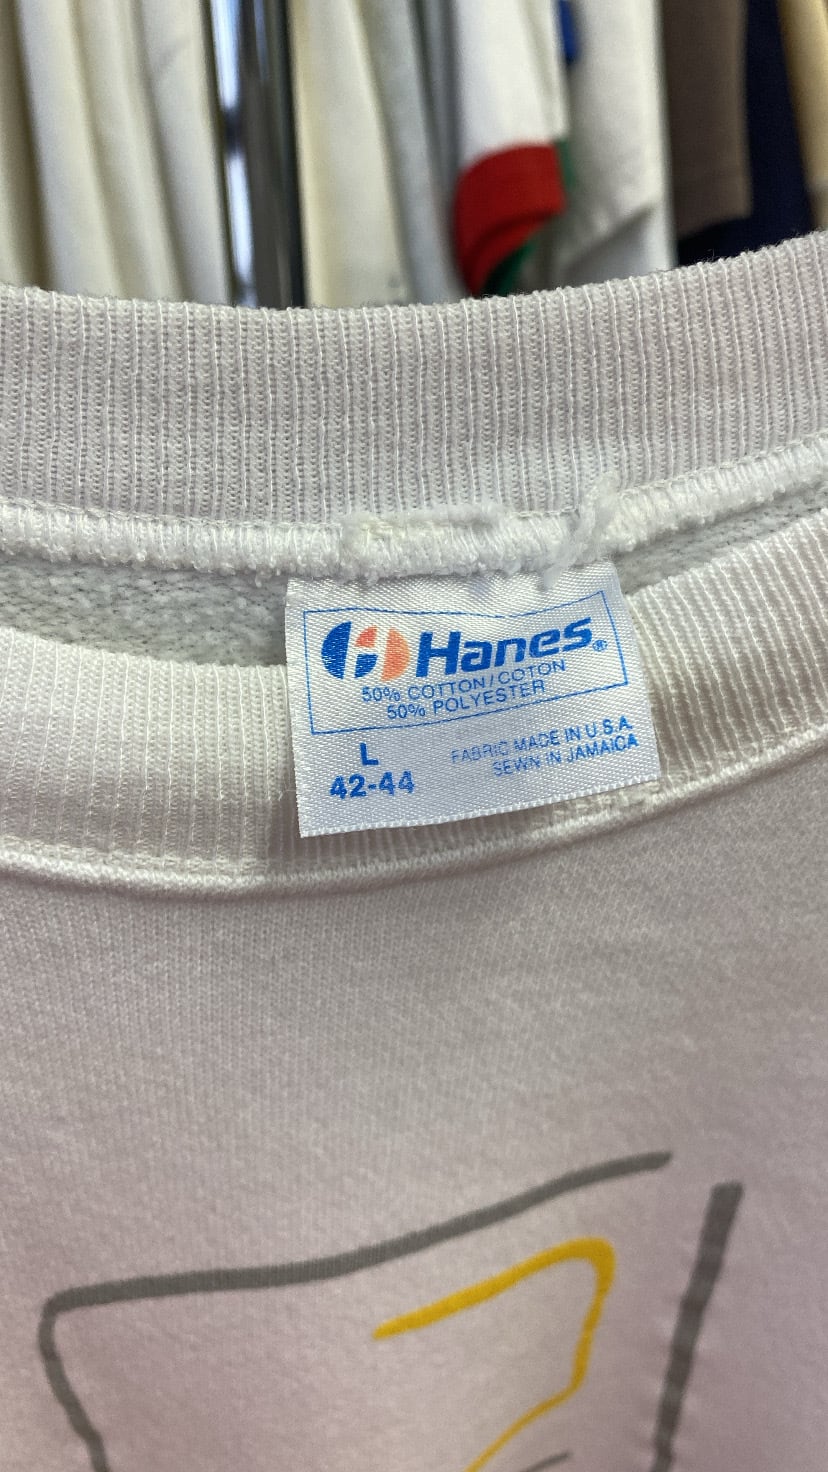 Hanes®
50% COTTON/COTON
50% POLYESTER
L
42-44
FABRIC MADE IN U.S.A.
SEWN IN JAMAICA